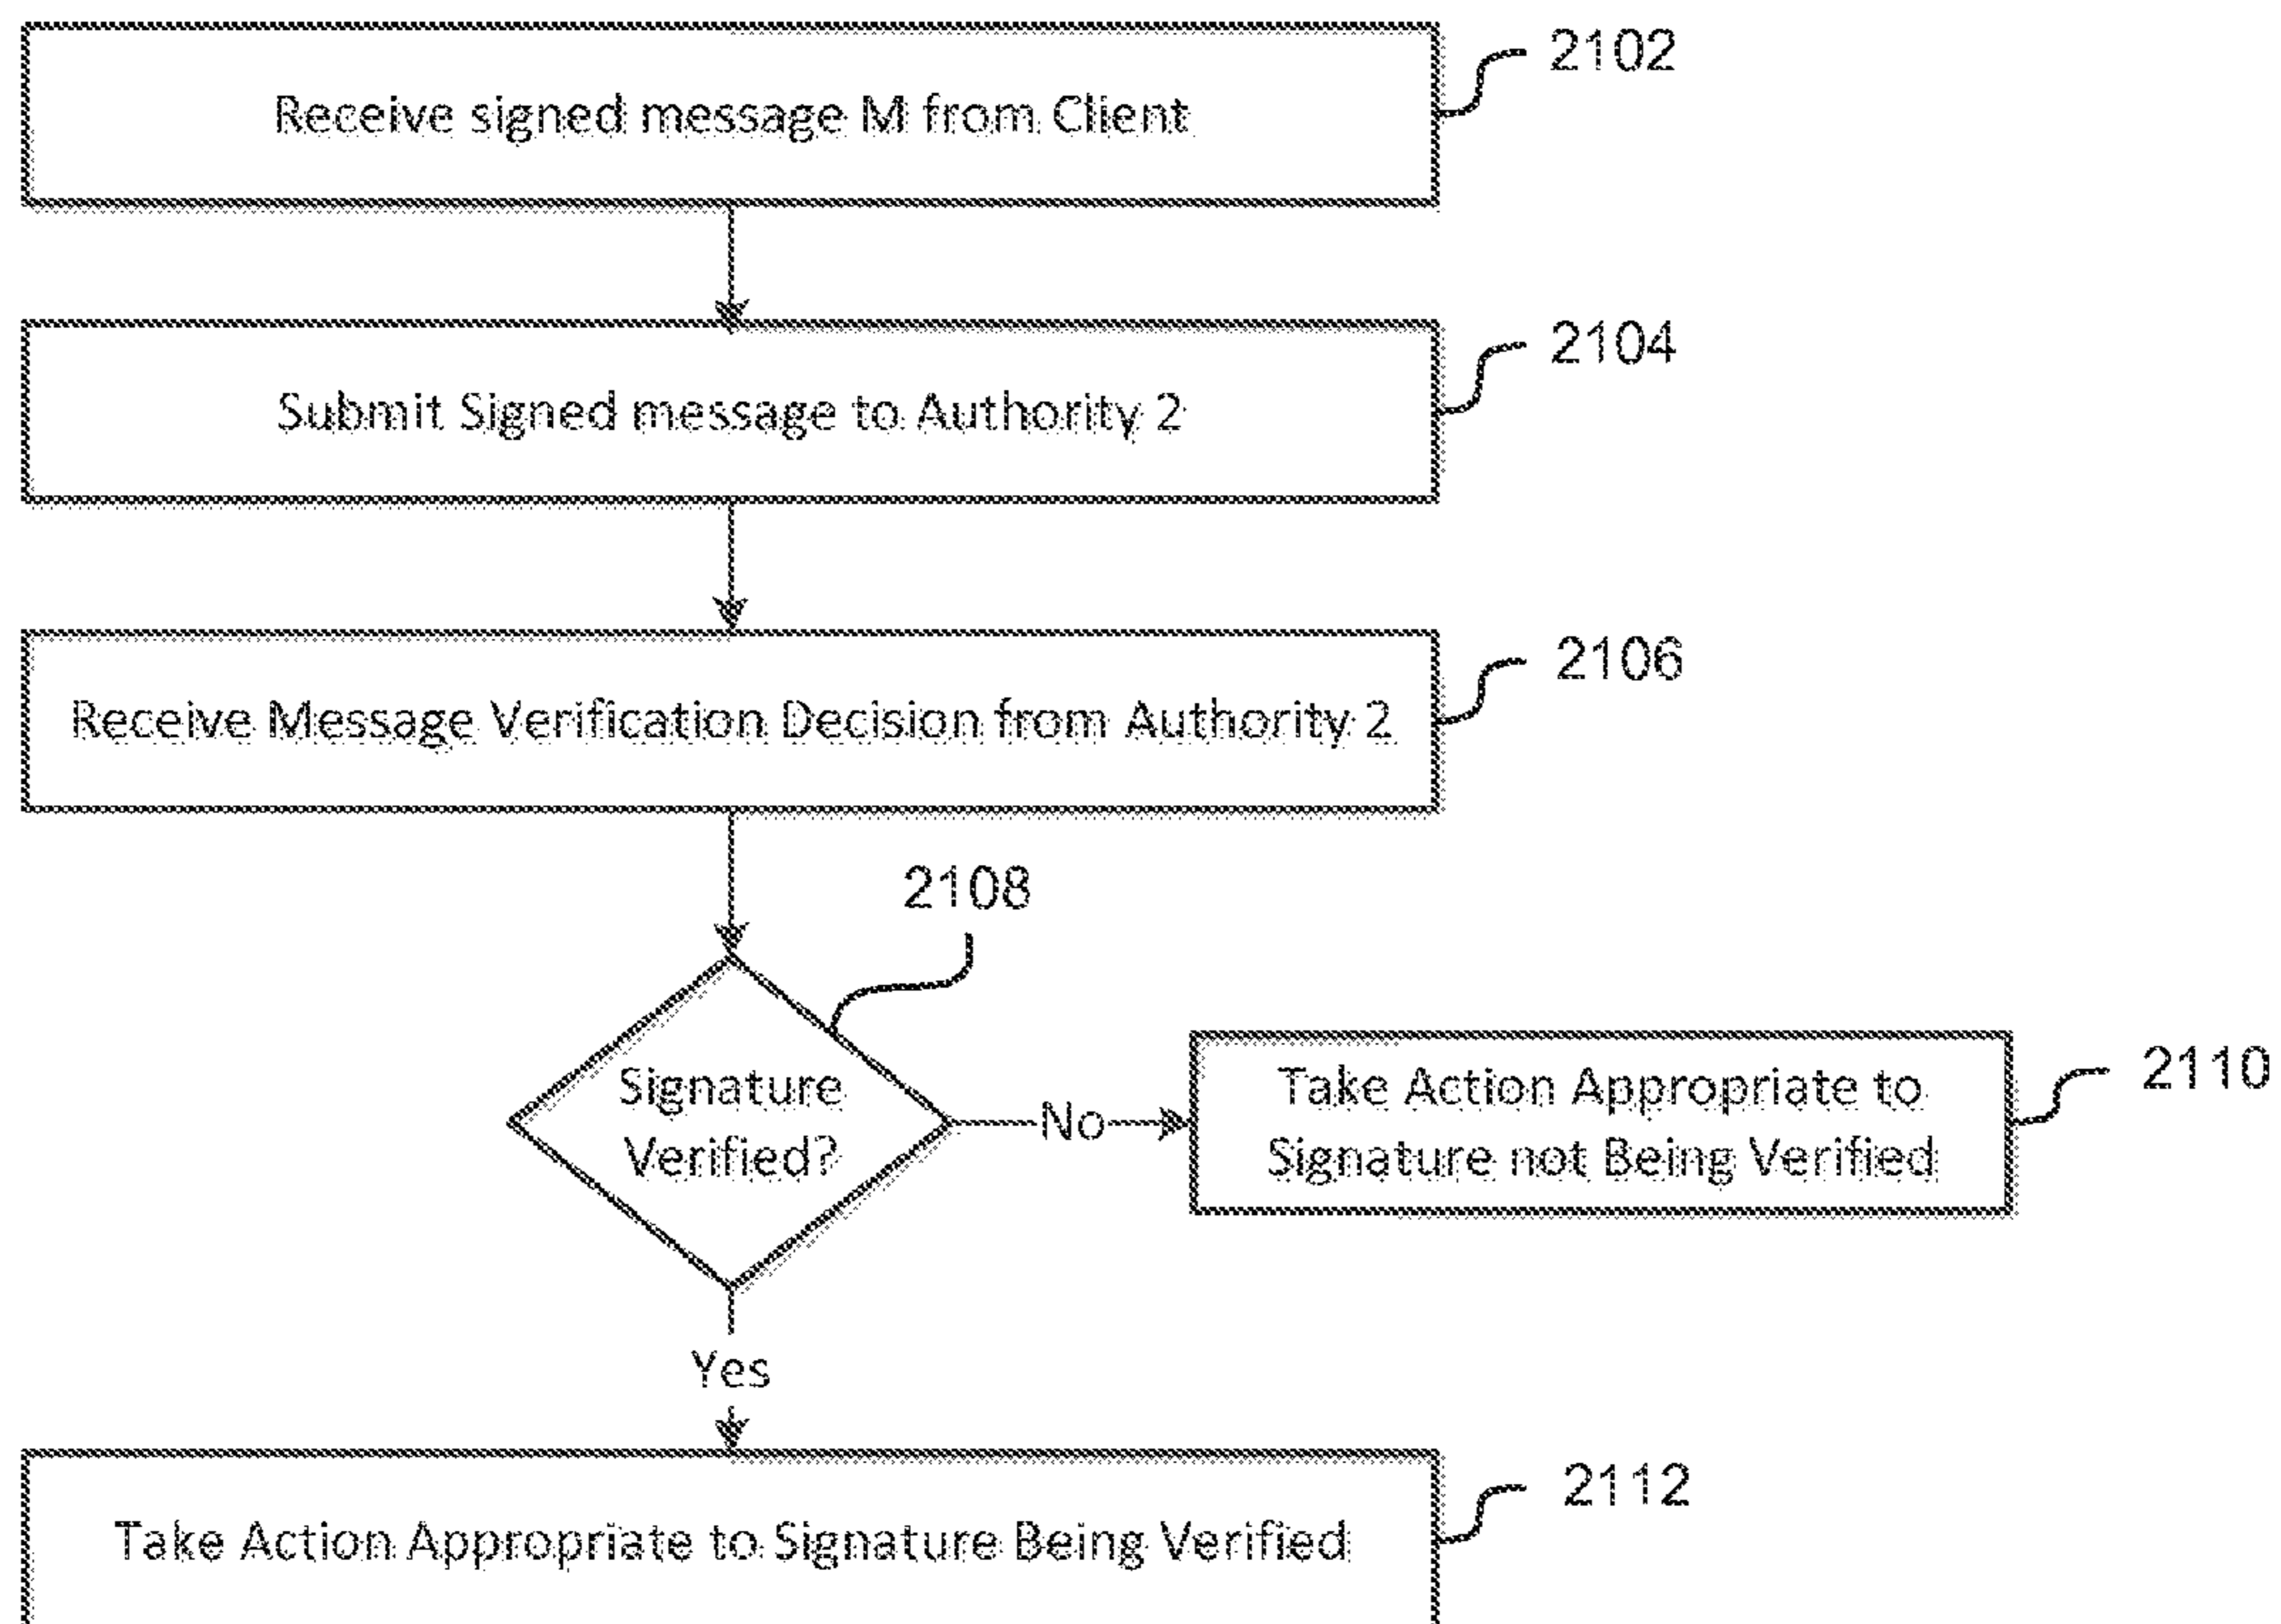 Receive signed message M from Client
2102
Submit Signed message to Authority 2
2104
Receive Message Verification Decision from Authority 2
2106
2108
Signature
Verified?
No
Take Action Appropriate to
Signature not Being Verified
2110
Yes
Take Action Appropriate to Signature Being Verified
2112